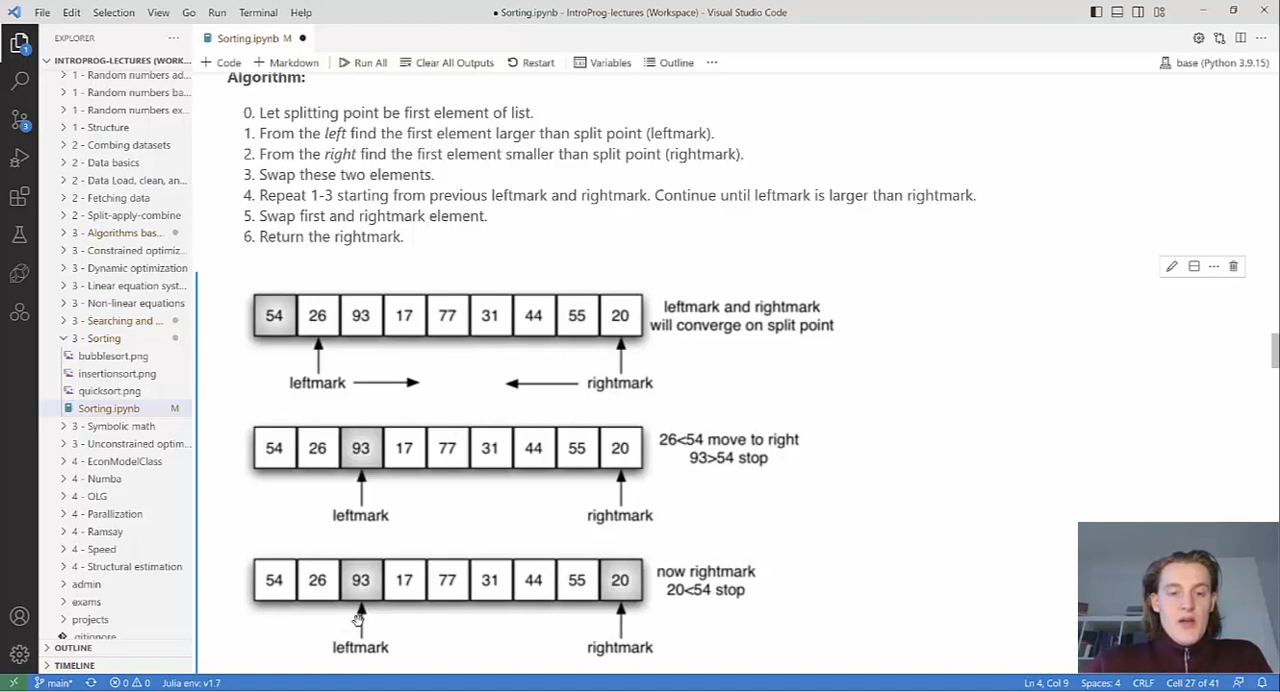 File Edit Selection View Go Run Terminal Help
• Sorting.ipynb - IntroProg-lectures (Workspace) - Visual Studio Code
EXPLORER
Sorting.ipynb M
INTROPROG-LECTURES (WORK...
+ Code + Markdown Run All Clear All Outputs Restart Variables Outline ...
base (Python 3.9.15)
1 - Random numbers ad...
1 - Random numbers ba...
1 - Random numbers ex...
1 - Structure
2 - Combing datasets
2 - Data basics
2 - Data Load, clean, an...
2 - Fetching data
2 - Split-apply-combine
3 - Algorithms bas...
3 - Constrained optimiz...
3 - Dynamic optimization
3 - Linear equation syst...
3 - Non-linear equations
3 - Searching and ...
3 - Sorting
bubblesort.png
insertionsort.png
quicksort.png
Sorting.ipynb M
3 - Symbolic math
3 - Unconstrained optim...
4 - EconModelClass
4 - Numba
4 - OLG
4 - Parallization
4 - Ramsay
4 - Speed
4 - Structural estimation
admin
exams
projects
.gitignore
OUTLINE
TIMELINE
Algorithm:
0. Let splitting point be first element of list.
1. From the left find the first element larger than split point (leftmark).
2. From the right find the first element smaller than split point (rightmark).
3. Swap these two elements.
4. Repeat 1-3 starting from previous leftmark and rightmark. Continue until leftmark is larger than rightmark.
5. Swap first and rightmark element.
6. Return the rightmark.
54 26 93 17 77 31 44 55 20
leftmark and rightmark
will converge on split point
leftmark rightmark
54 26 93 17 77 31 44 55 20
26<54 move to right
93>54 stop
leftmark rightmark
54 26 93 17 77 31 44 55 20
now rightmark
20<54 stop
leftmark rightmark
main* 0 0 Julia env: v1.7 Ln 4, Col 9 Spaces: 4 CRLF Cell 27 of 41